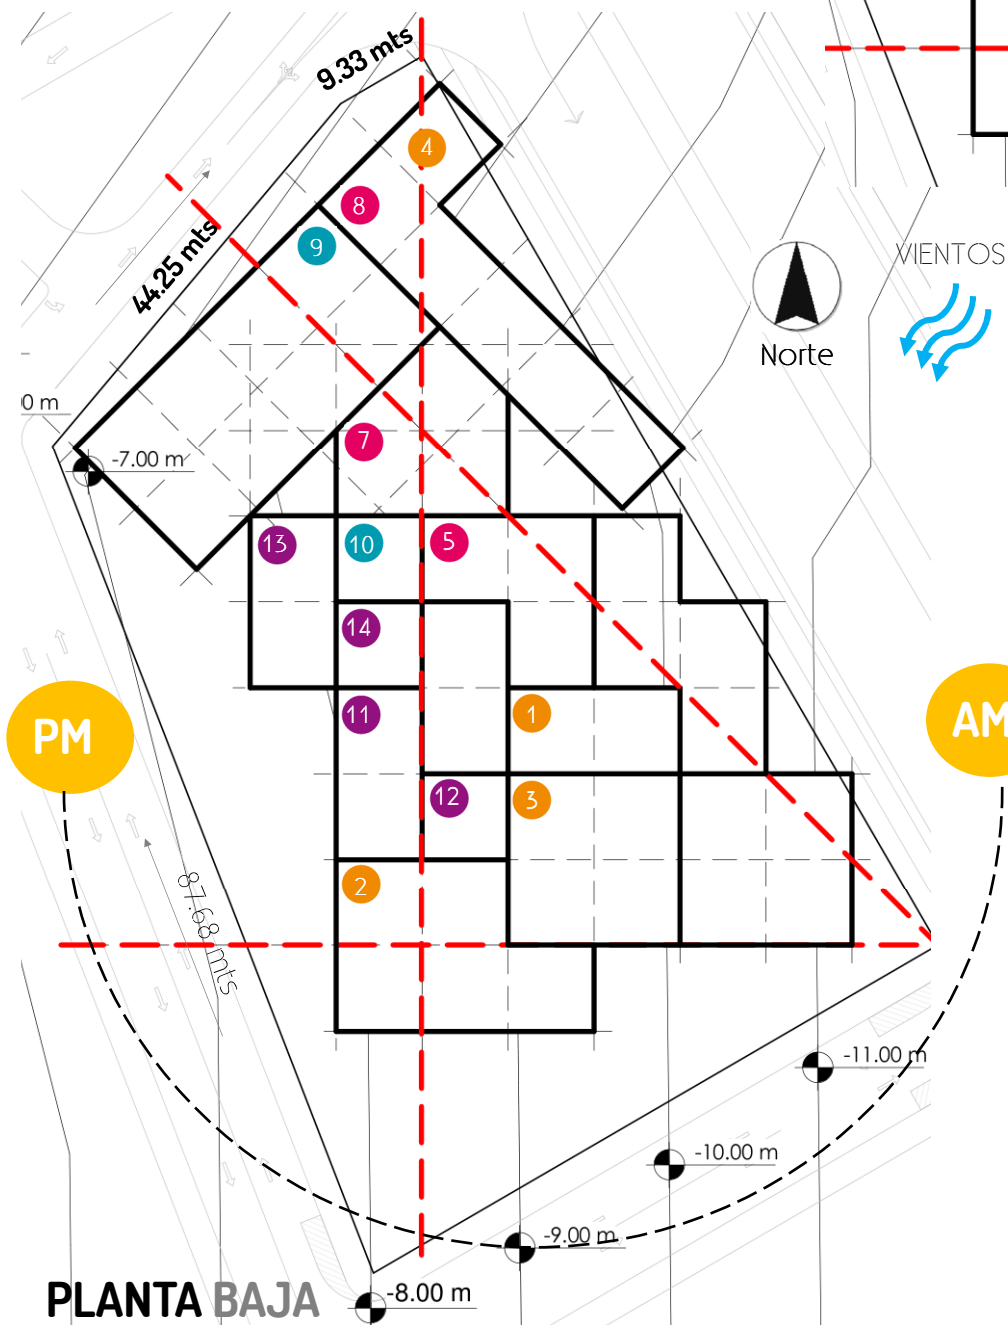 9.33 mts
4
8
9
44.25 mts
VIENTOS
Norte
0 m
7
-7.00 m
13
10
5
14
11
1
PM
AM
12
3
2
87.68 mts
-11.00 m
-10.00 m
-9.00 m
-8.00 m
PLANTA BAJA